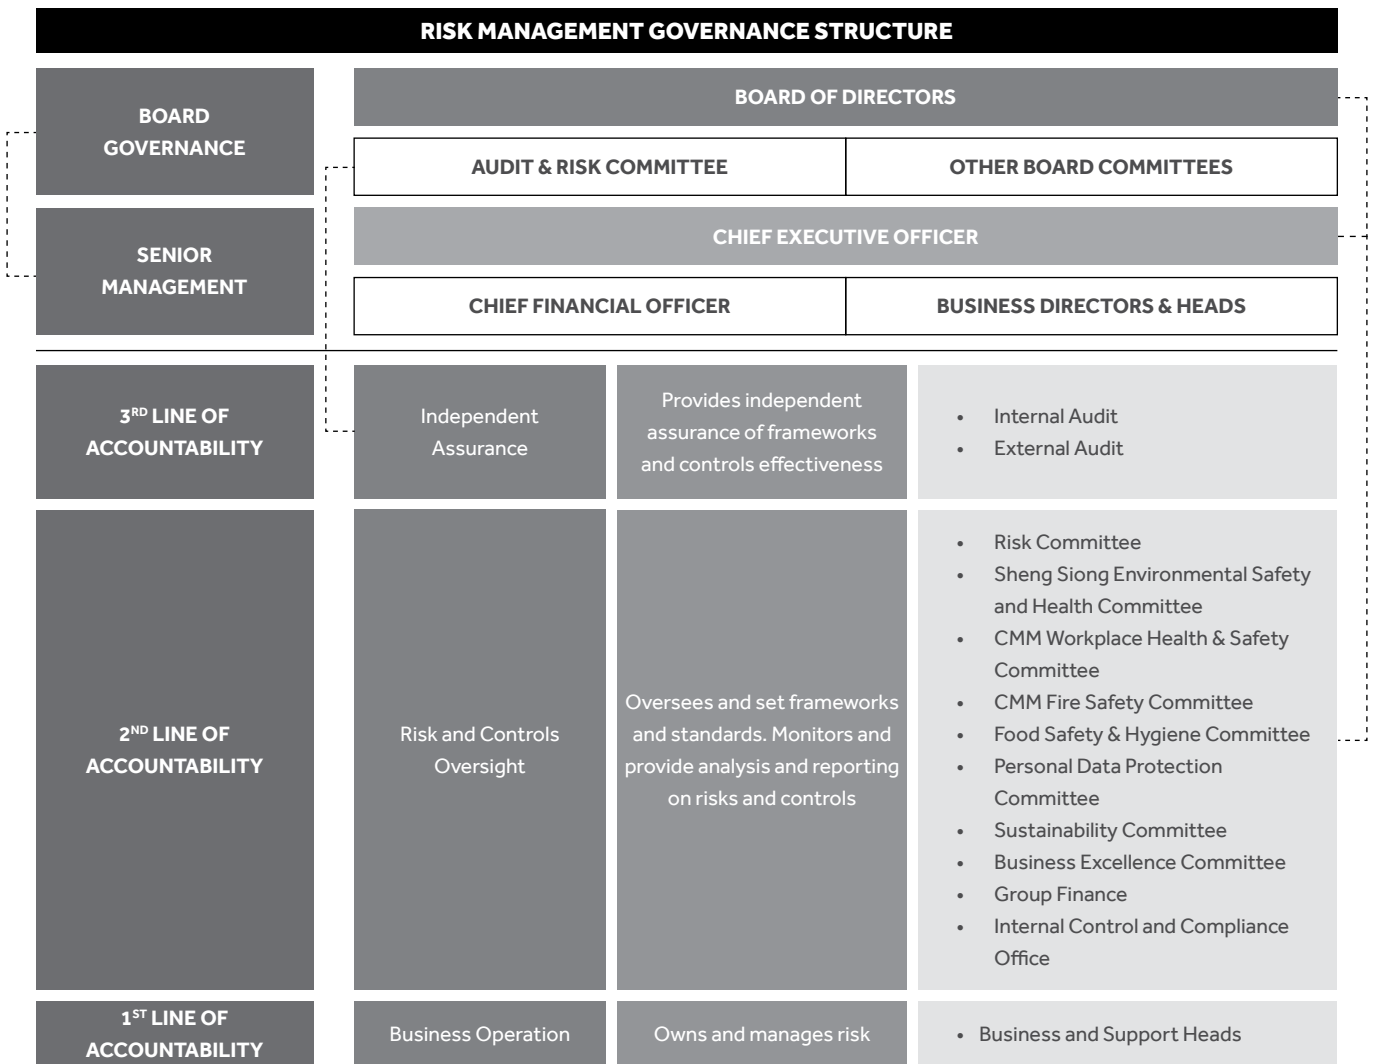 RISK MANAGEMENT GOVERNANCE STRUCTURE
BOARD
GOVERNANCE
BOARD OF DIRECTORS
AUDIT & RISK COMMITTEE
OTHER BOARD COMMITTEES
SENIOR
MANAGEMENT
CHIEF EXECUTIVE OFFICER
CHIEF FINANCIAL OFFICER
BUSINESS DIRECTORS & HEADS
3RD LINE OF
ACCOUNTABILITY
Independent
Assurance
Provides independent
assurance of frameworks
and controls effectiveness
• Internal Audit
• External Audit
2ND LINE OF
ACCOUNTABILITY
Risk and Controls
Oversight
Oversees and set frameworks
and standards. Monitors and
provide analysis and reporting
on risks and controls
• Risk Committee
• Sheng Siong Environmental Safety
and Health Committee
• CMM Workplace Health & Safety
Committee
• CMM Fire Safety Committee
• Food Safety & Hygiene Committee
• Personal Data Protection
Committee
• Sustainability Committee
• Business Excellence Committee
• Group Finance
• Internal Control and Compliance
Office
1ST LINE OF
ACCOUNTABILITY
Business Operation
Owns and manages risk
• Business and Support Heads